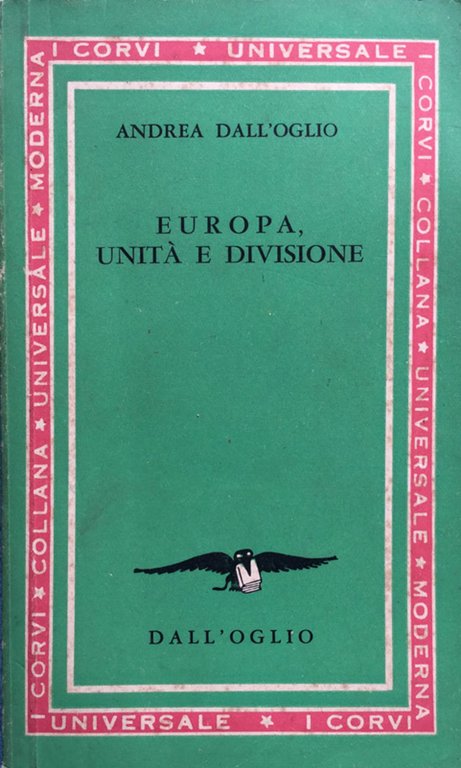 I CORVI ★ UNIVERSALE
I CORVI ★ COLLANA ★ UNIVERSALE ★ MODERNA
I CORVI ★ COLLANA ★ UNIVERSALE ★ MODERNA
ANDREA DALL'OGLIO
EUROPA,
UNITÀ E DIVISIONE
DALL'OGLIO
UNIVERSALE ★ I CORVI